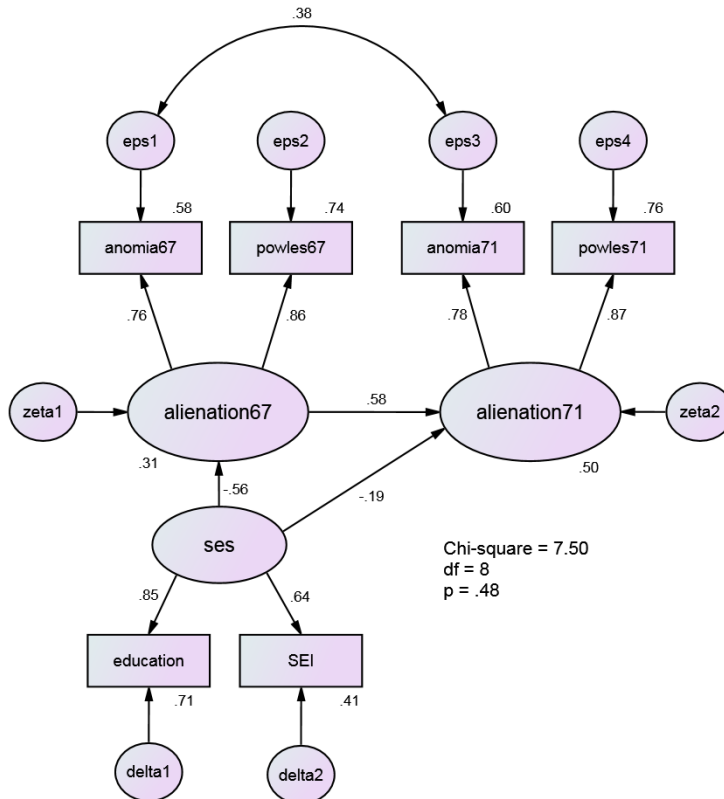 .38
eps1 eps2 eps3 eps4
.58 .74 .60 .76
anomia67 powles67 anomia71 powles71
.76 .86 .78 .87
zeta1 alienation67 .58 alienation71 zeta2
.31 .50
-.56 -.19
ses
Chi-square = 7.50
df = 8
p = .48
.85 .64
education SEI
.71 .41
delta1 delta2